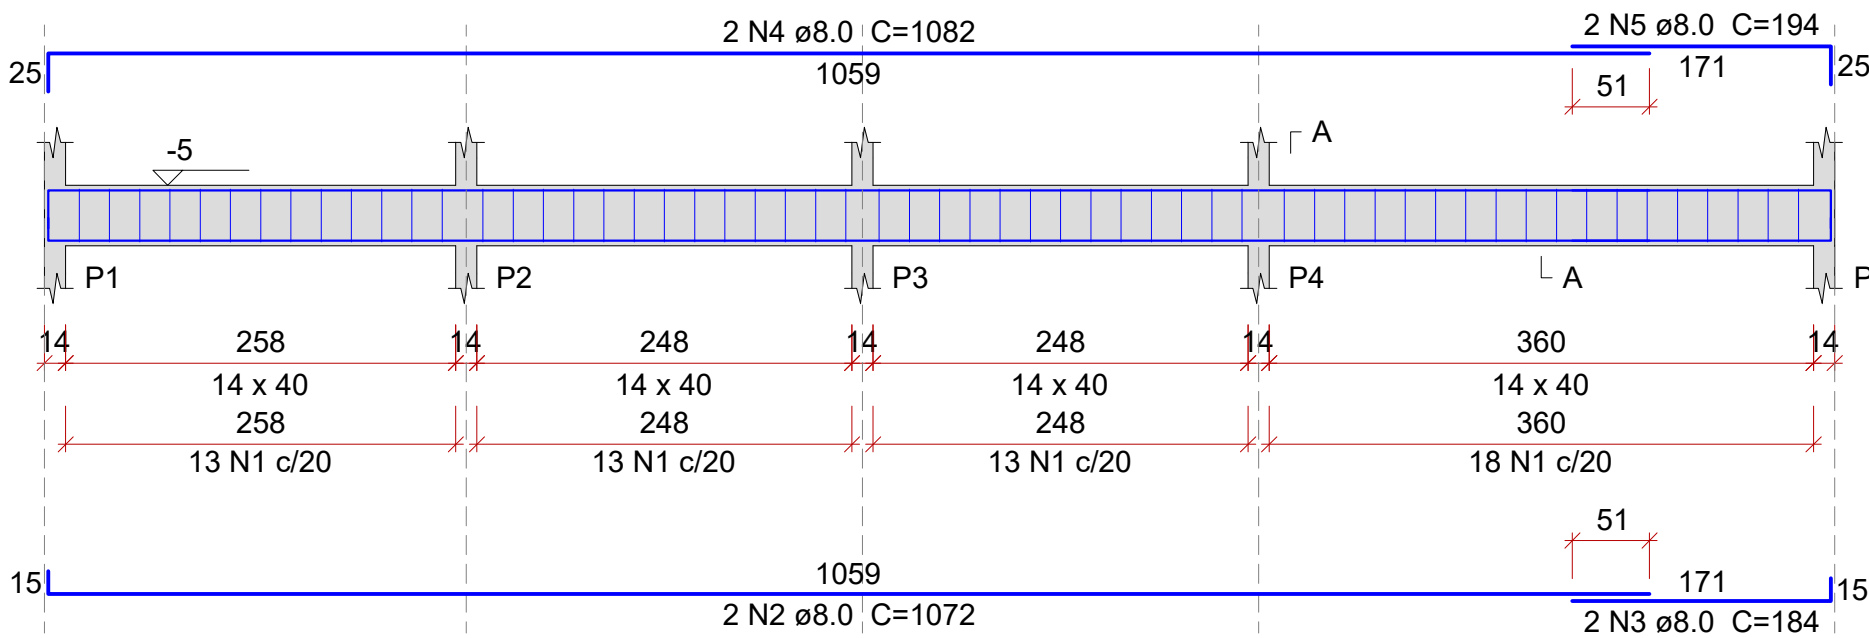 2 N4 ø8.0 C=1082
2 N5 ø8.0 C=194
25
1059
171
25
51
A
-5
P1
P2
P3
P4
A
P
14
258
14
248
14
248
14
360
14
14 x 40
14 x 40
14 x 40
14 x 40
258
248
248
360
13 N1 c/20
13 N1 c/20
13 N1 c/20
18 N1 c/20
51
15
1059
171
15
2 N2 ø8.0 C=1072
2 N3 ø8.0 C=184